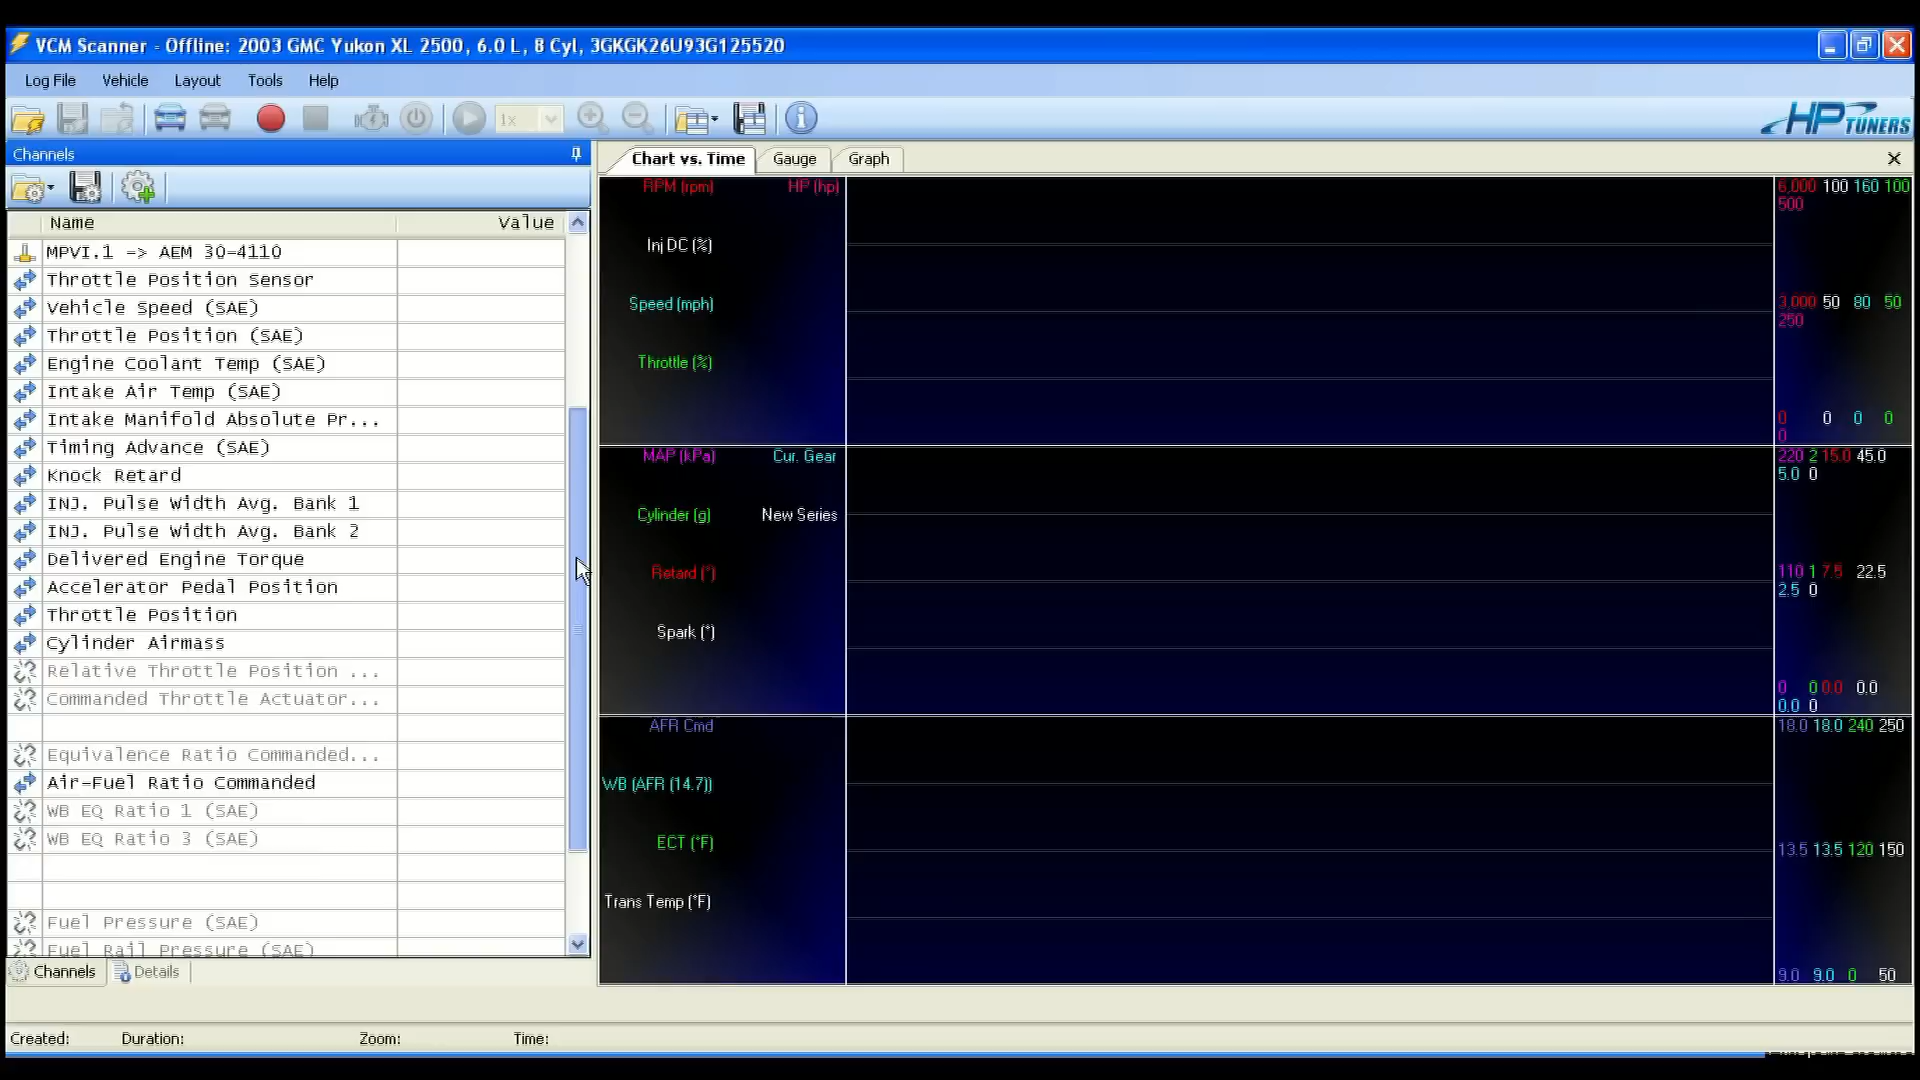 VCM Scanner - Offline: 2003 GMC Yukon XL 2500, 6.0 L, 8 Cyl, 3GKGK26U93G125520
Log File Vehicle Layout Tools Help
1x
HP TUNERS
Channels
Chart vs. Time Gauge Graph
Name Value
MPVI.1 -> AEM 30-4110
Throttle Position Sensor
Vehicle Speed (SAE)
Throttle Position (SAE)
Engine Coolant Temp (SAE)
Intake Air Temp (SAE)
Intake Manifold Absolute Pr...
Timing Advance (SAE)
Knock Retard
INJ. Pulse Width Avg. Bank 1
INJ. Pulse Width Avg. Bank 2
Delivered Engine Torque
Accelerator Pedal Position
Throttle Position
Cylinder Airmass
Relative Throttle Position ...
Commanded Throttle Actuator...
Equivalence Ratio Commanded...
Air-Fuel Ratio Commanded
WB EQ Ratio 1 (SAE)
WB EQ Ratio 3 (SAE)
Fuel Pressure (SAE)
Fuel Rail Pressure (SAE)
Channels Details
RPM (rpm) HP (hp)
Inj DC (%)
Speed (mph)
Throttle (%)
6,000 100 160 100
500
3,000 50 80 50
250
0 0 0 0
0
MAP (kPa) Cur. Gear
Cylinder (g) New Series
Retard (°)
Spark (°)
220 2 15.0 45.0
5.0 0
110 1 7.5 22.5
2.5 0
0 0 0.0 0.0
0.0 0
AFR Cmd
WB (AFR (14.7))
ECT (°F)
Trans Temp (°F)
18.0 18.0 240 250
13.5 13.5 120 150
9.0 9.0 0 50
Created: Duration: Zoom: Time: